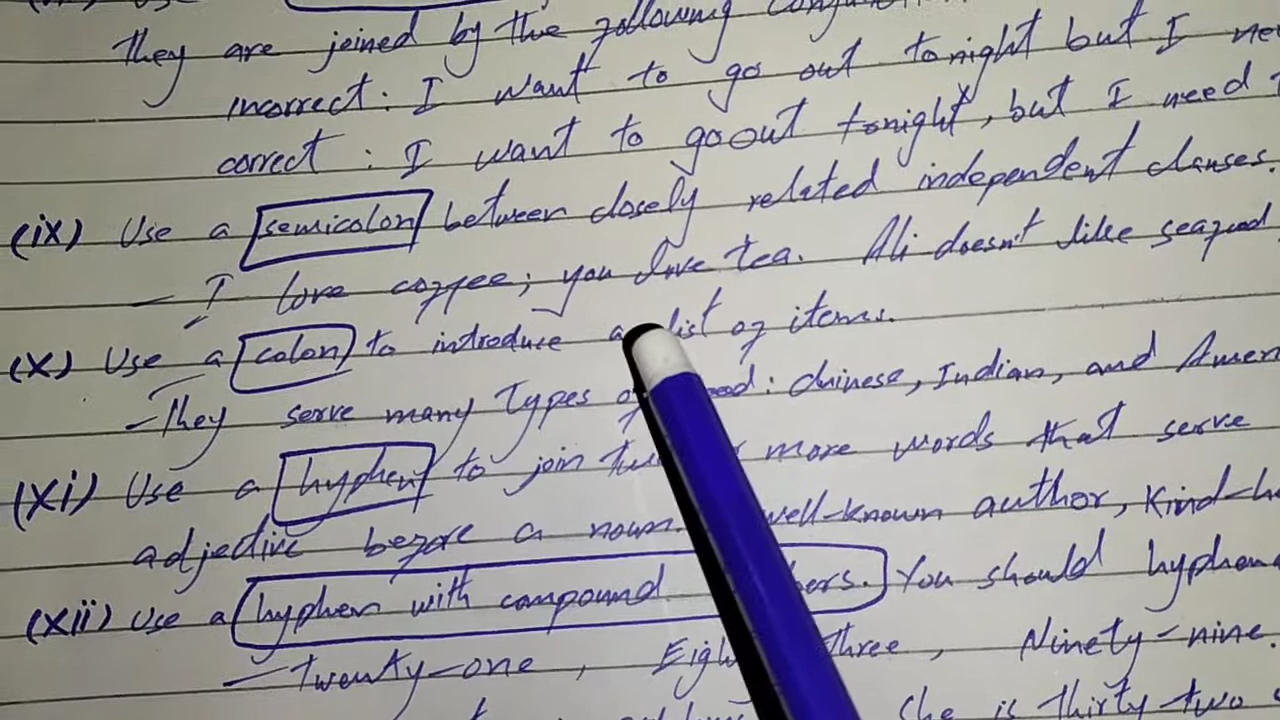 They are joined by the following
incorrect: I want to go out tonight but I
correct: I want to go out tonight, but I need
(ix) Use a semicolon between closely related independent clauses.
- I love coffee; you love tea. Ali doesn't like seafood
(x) Use a colon to introduce a list of items.
- They serve many types of : Chinese, Indian, and
(xi) Use a hyphen to join more words that serve
adjective before a noun. well-known author,
(xii) Use a hyphen with compound You should
- twenty-one, , Ninety-nine.
She is thirty two